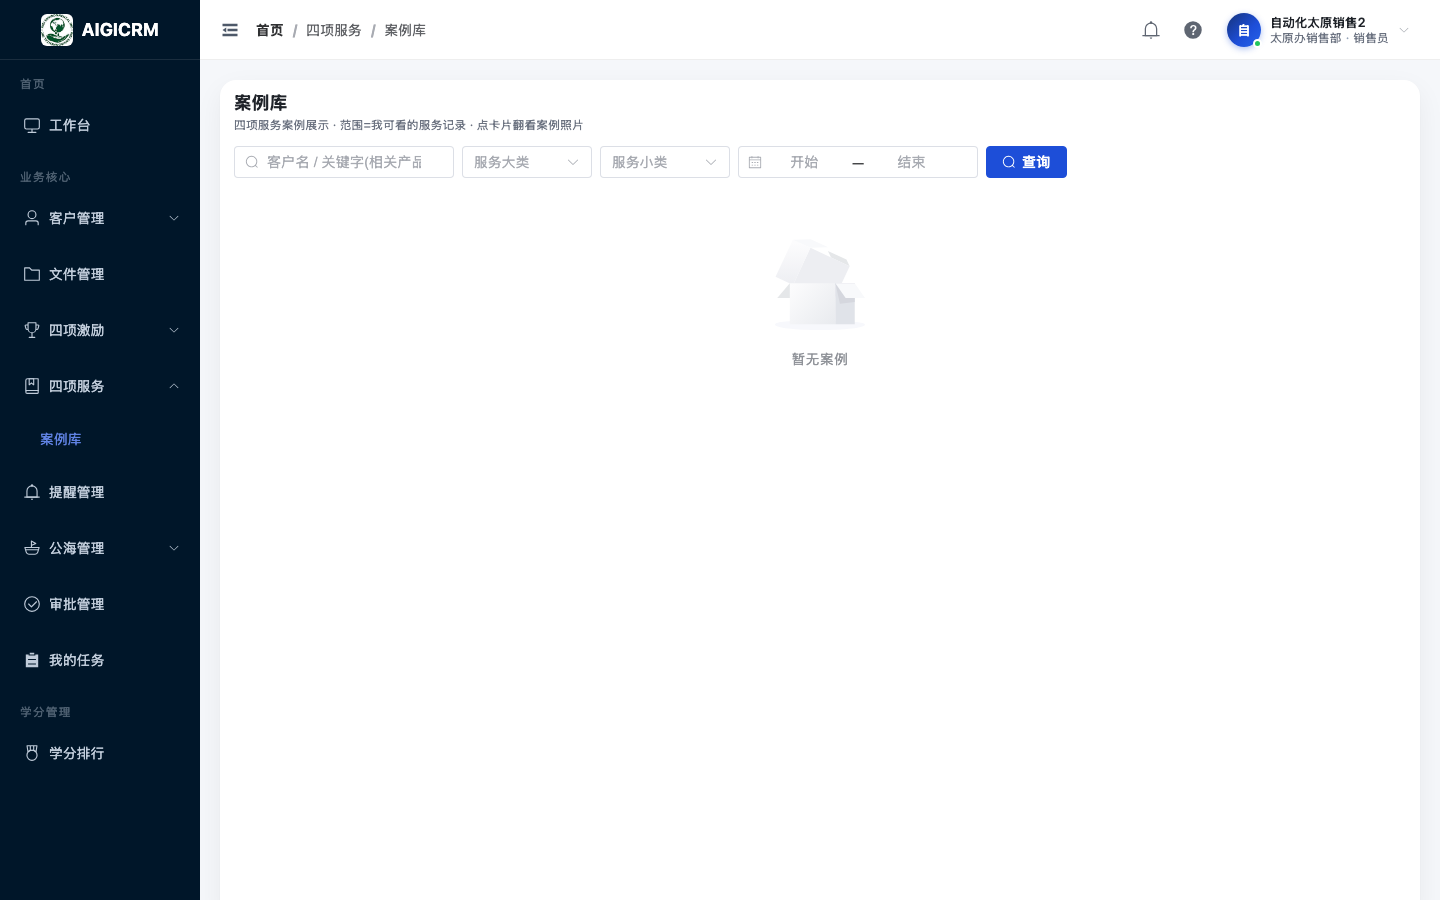 AIGICRM
首页
工作台
业务核心
客户管理
文件管理
四项激励
四项服务
案例库
提醒管理
公海管理
审批管理
我的任务
学分管理
学分排行
首页 / 四项服务 / 案例库
自
自动化太原销售2
太原办销售部 · 销售员
案例库
四项服务案例展示 · 范围=我可看的服务记录 · 点卡片翻看案例照片
客户名 / 关键字(相关产品 服务大类 服务小类 开始 — 结束 查询
暂无案例